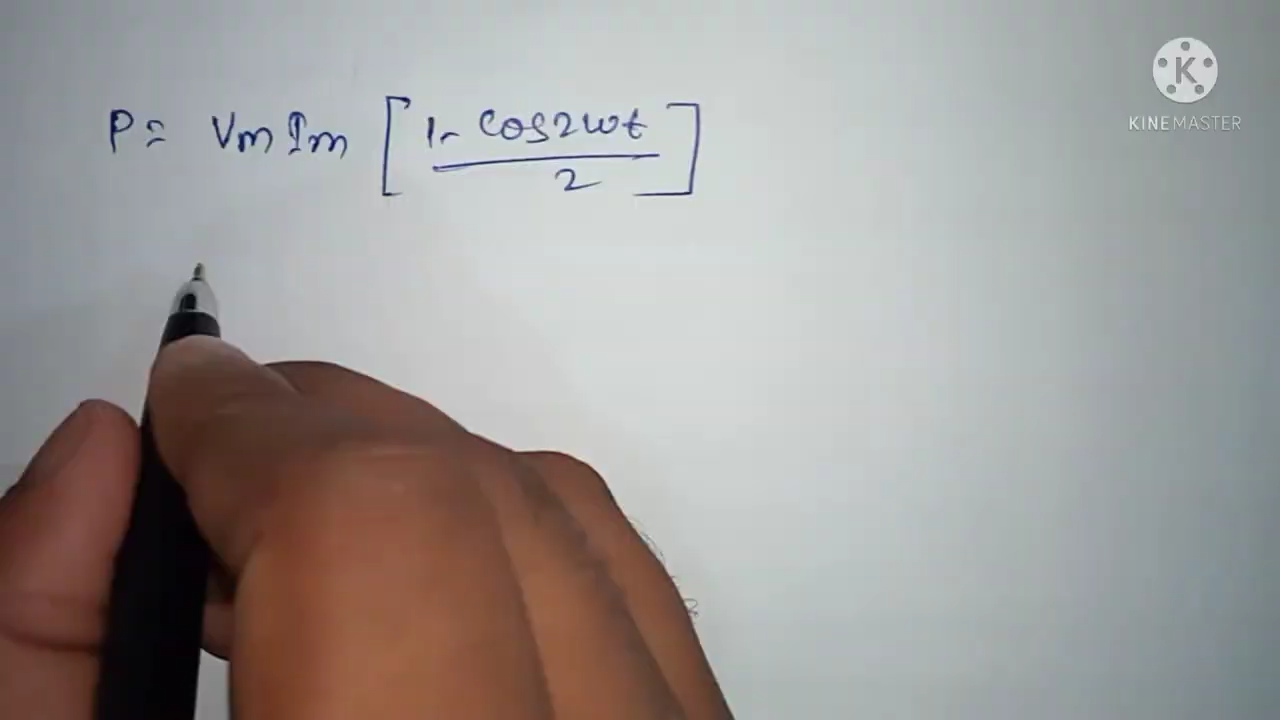 P = Vm Im [ 1 - cos2ωt / 2 ]
K
KINEMASTER